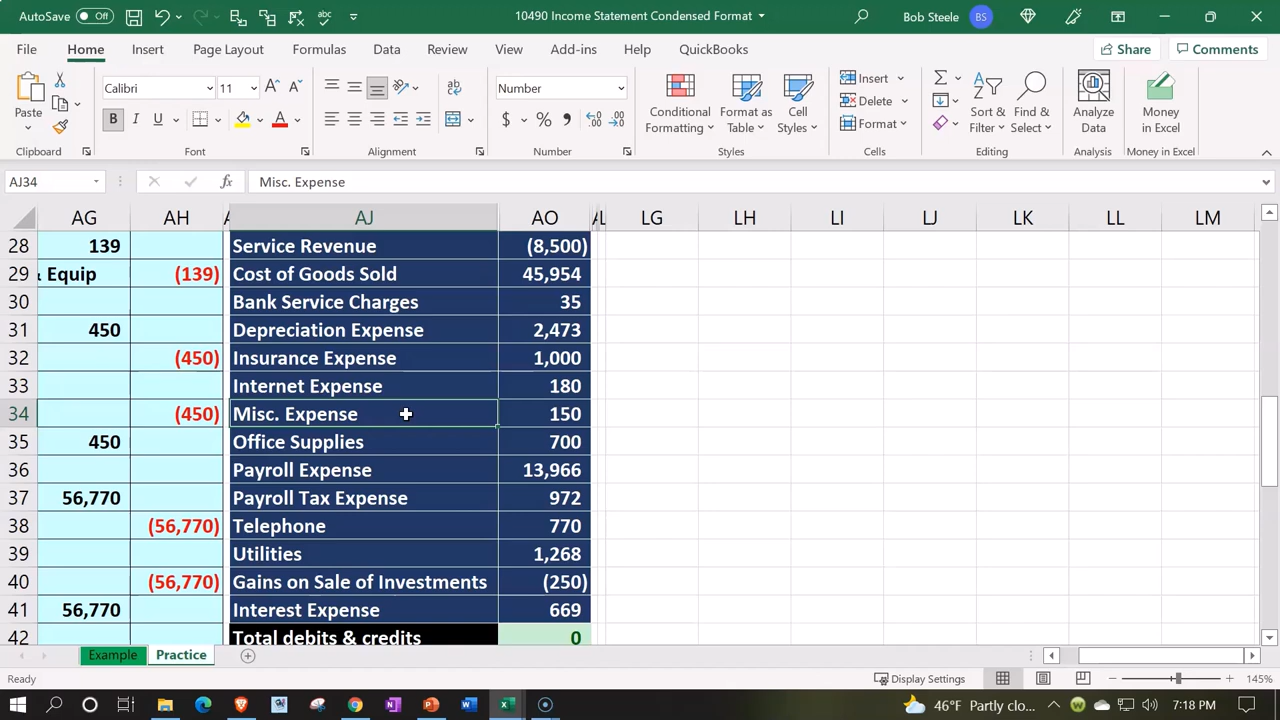 AutoSave Off 10490 Income Statement Condensed Format Bob Steele BS
File Home Insert Page Layout Formulas Data Review View Add-ins Help QuickBooks Share Comments
Calibri 11 Number Insert
Paste B I U A $ % Conditional Formatting Format as Table Cell Styles Delete Format Sort & Filter Find & Select Analyze Data Money in Excel
Clipboard Font Alignment Number Styles Cells Editing Analysis Money in Excel
AJ34 fx Misc. Expense
AG AH A AJ AO AL LG LH LI LJ LK LL LM
28 139 Service Revenue (8,500)
29 & Equip (139) Cost of Goods Sold 45,954
30 Bank Service Charges 35
31 450 Depreciation Expense 2,473
32 (450) Insurance Expense 1,000
33 Internet Expense 180
34 (450) Misc. Expense 150
35 450 Office Supplies 700
36 Payroll Expense 13,966
37 56,770 Payroll Tax Expense 972
38 (56,770) Telephone 770
39 Utilities 1,268
40 (56,770) Gains on Sale of Investments (250)
41 56,770 Interest Expense 669
42 Total debits & credits 0
Example Practice
Ready Display Settings 145%
46°F Partly clo... 7:18 PM